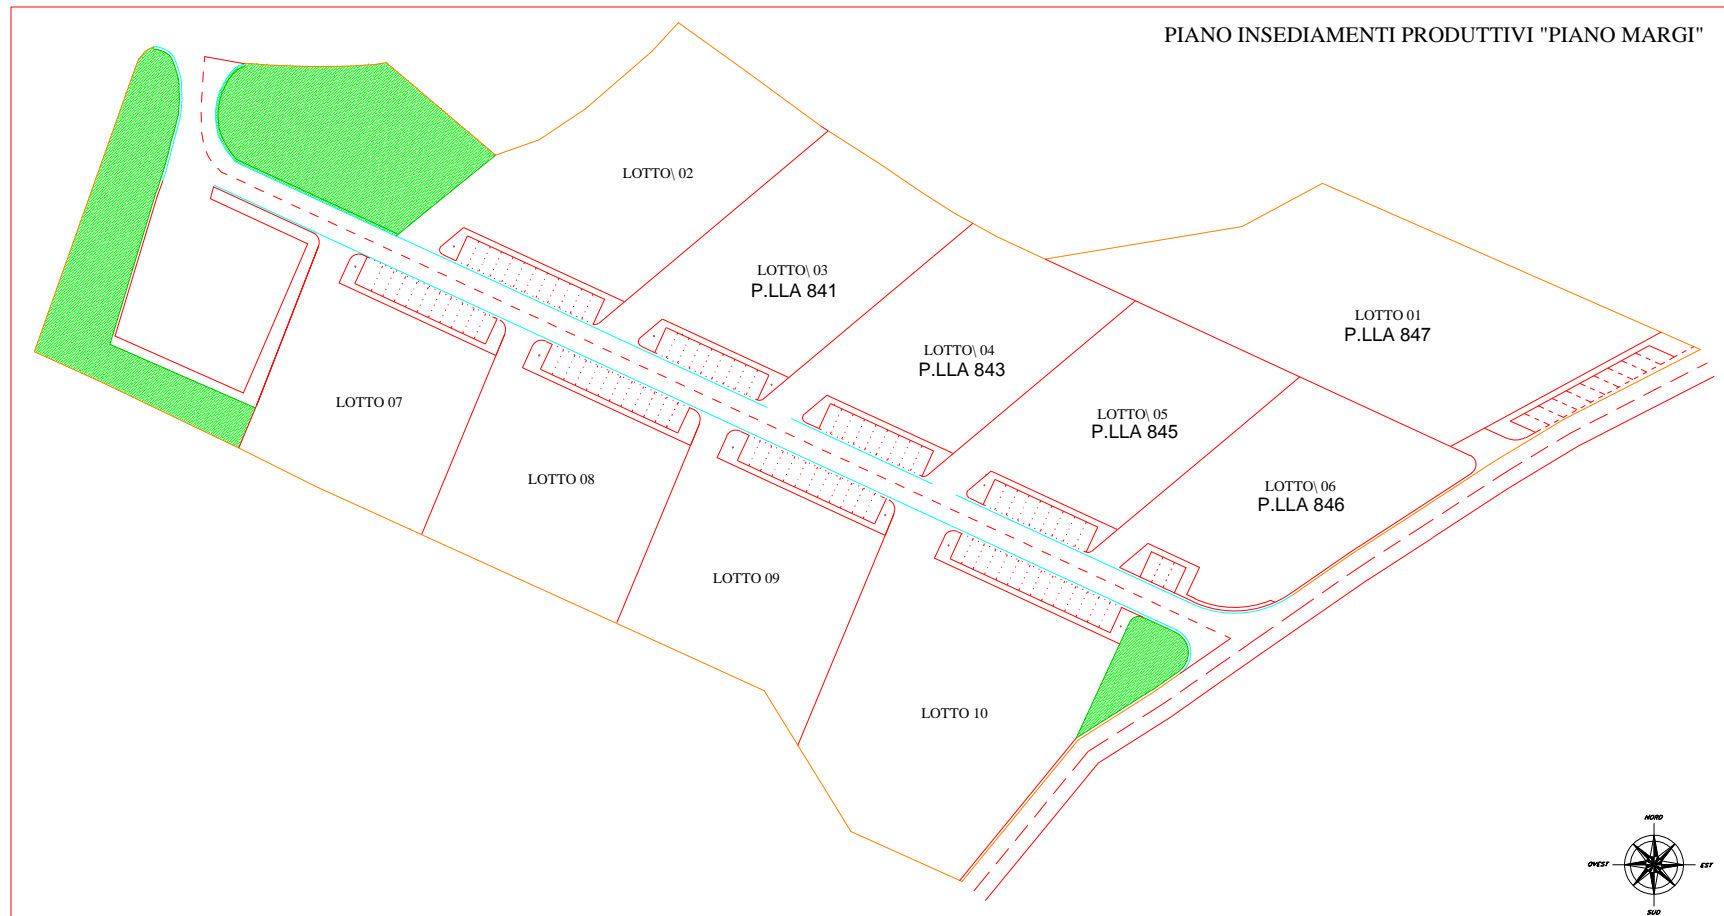 PIANO INSEDIAMENTI PRODUTTIVI "PIANO MARGI"
LOTTO\ 02
LOTTO\ 03
P.LLA 841
LOTTO 01
P.LLA 847
LOTTO\ 04
P.LLA 843
LOTTO 07
LOTTO\ 05
P.LLA 845
LOTTO 08
LOTTO\ 06
P.LLA 846
LOTTO 09
LOTTO 10
NORD
OVEST
EST
SUD